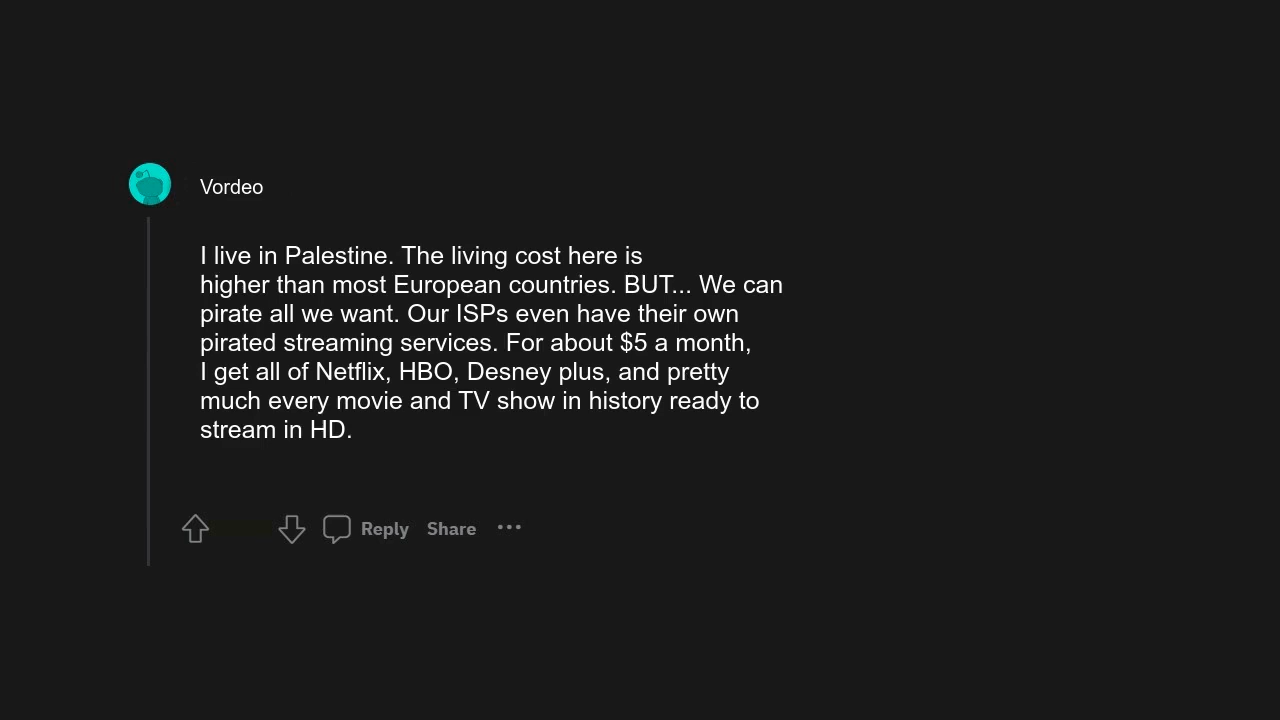 Vordeo
I live in Palestine. The living cost here is
higher than most European countries. BUT... We can
pirate all we want. Our ISPs even have their own
pirated streaming services. For about $5 a month,
I get all of Netflix, HBO, Desney plus, and pretty
much every movie and TV show in history ready to
stream in HD.
Reply Share